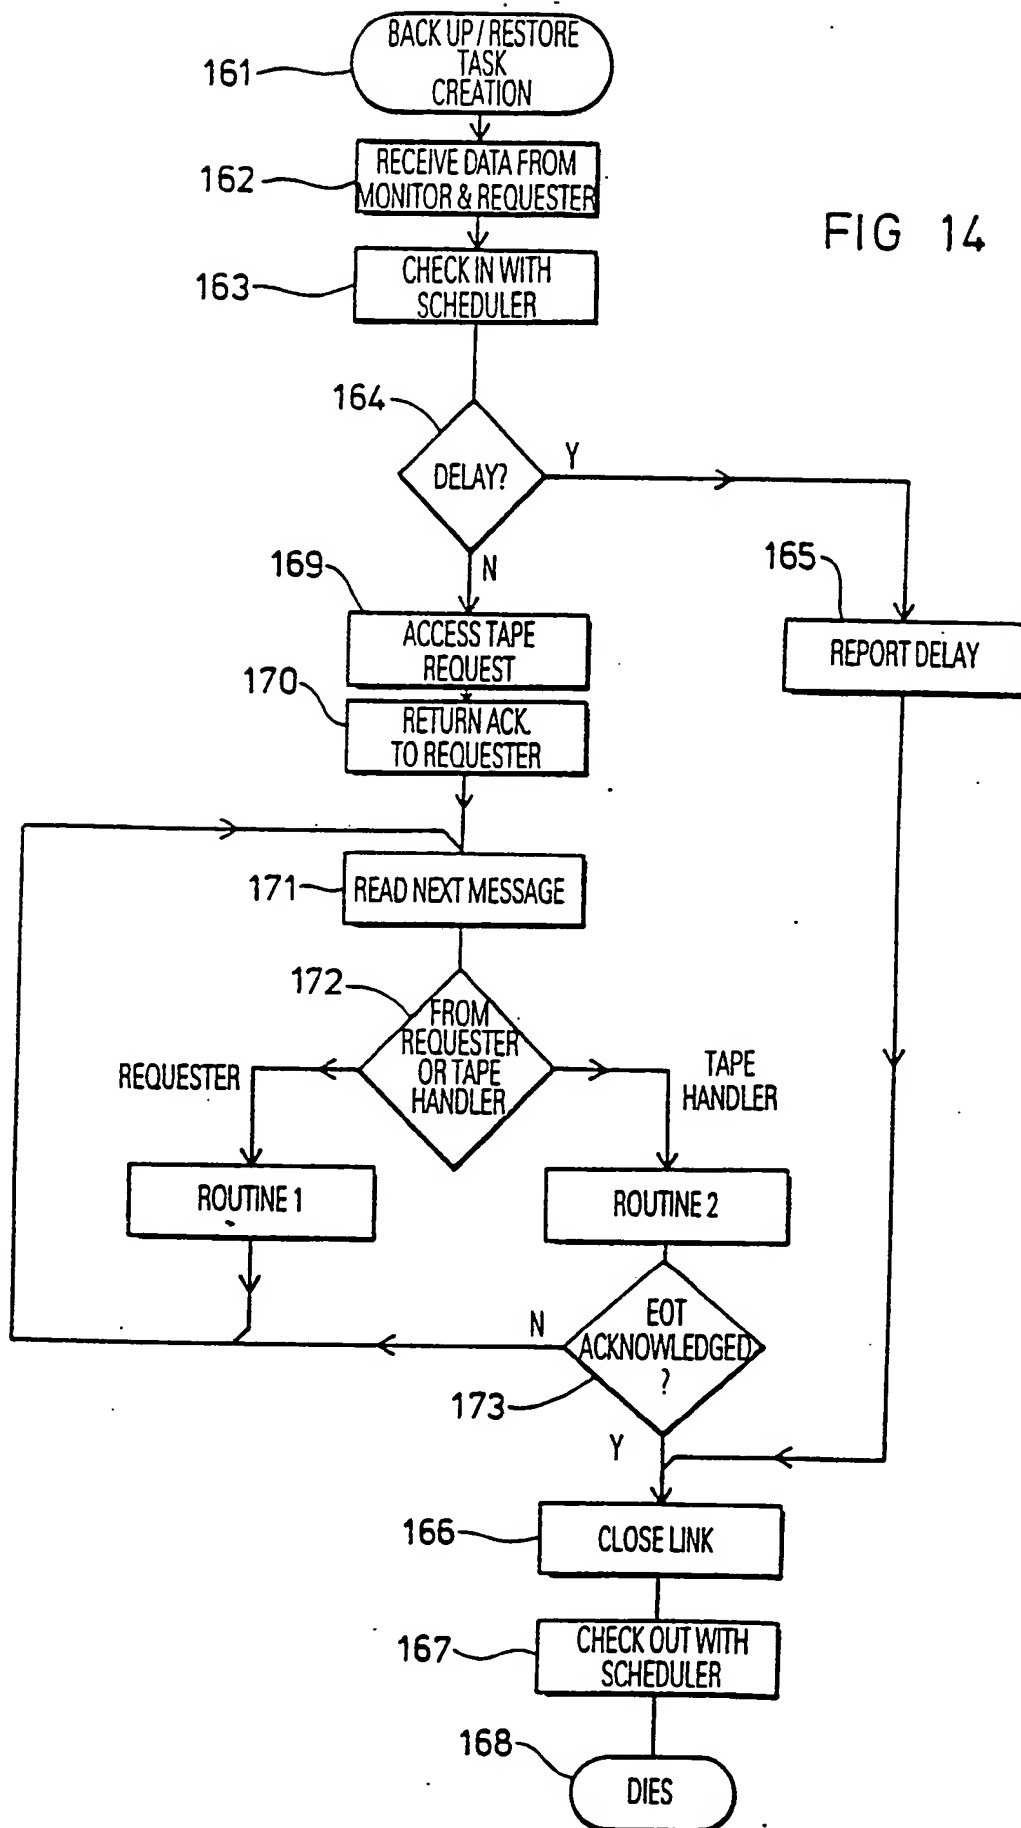 BACK UP / RESTORE
TASK
CREATION
161
RECEIVE DATA FROM
MONITOR & REQUESTER
162
FIG 14
CHECK IN WITH
SCHEDULER
163
164
DELAY?
Y
N
169
165
ACCESS TAPE
REQUEST
REPORT DELAY
170
RETURN ACK.
TO REQUESTER
171
READ NEXT MESSAGE
172
FROM
REQUESTER
OR TAPE
HANDLER
REQUESTER
TAPE
HANDLER
ROUTINE 1
ROUTINE 2
EOT
ACKNOWLEDGED
?
N
173
Y
166
CLOSE LINK
167
CHECK OUT WITH
SCHEDULER
168
DIES